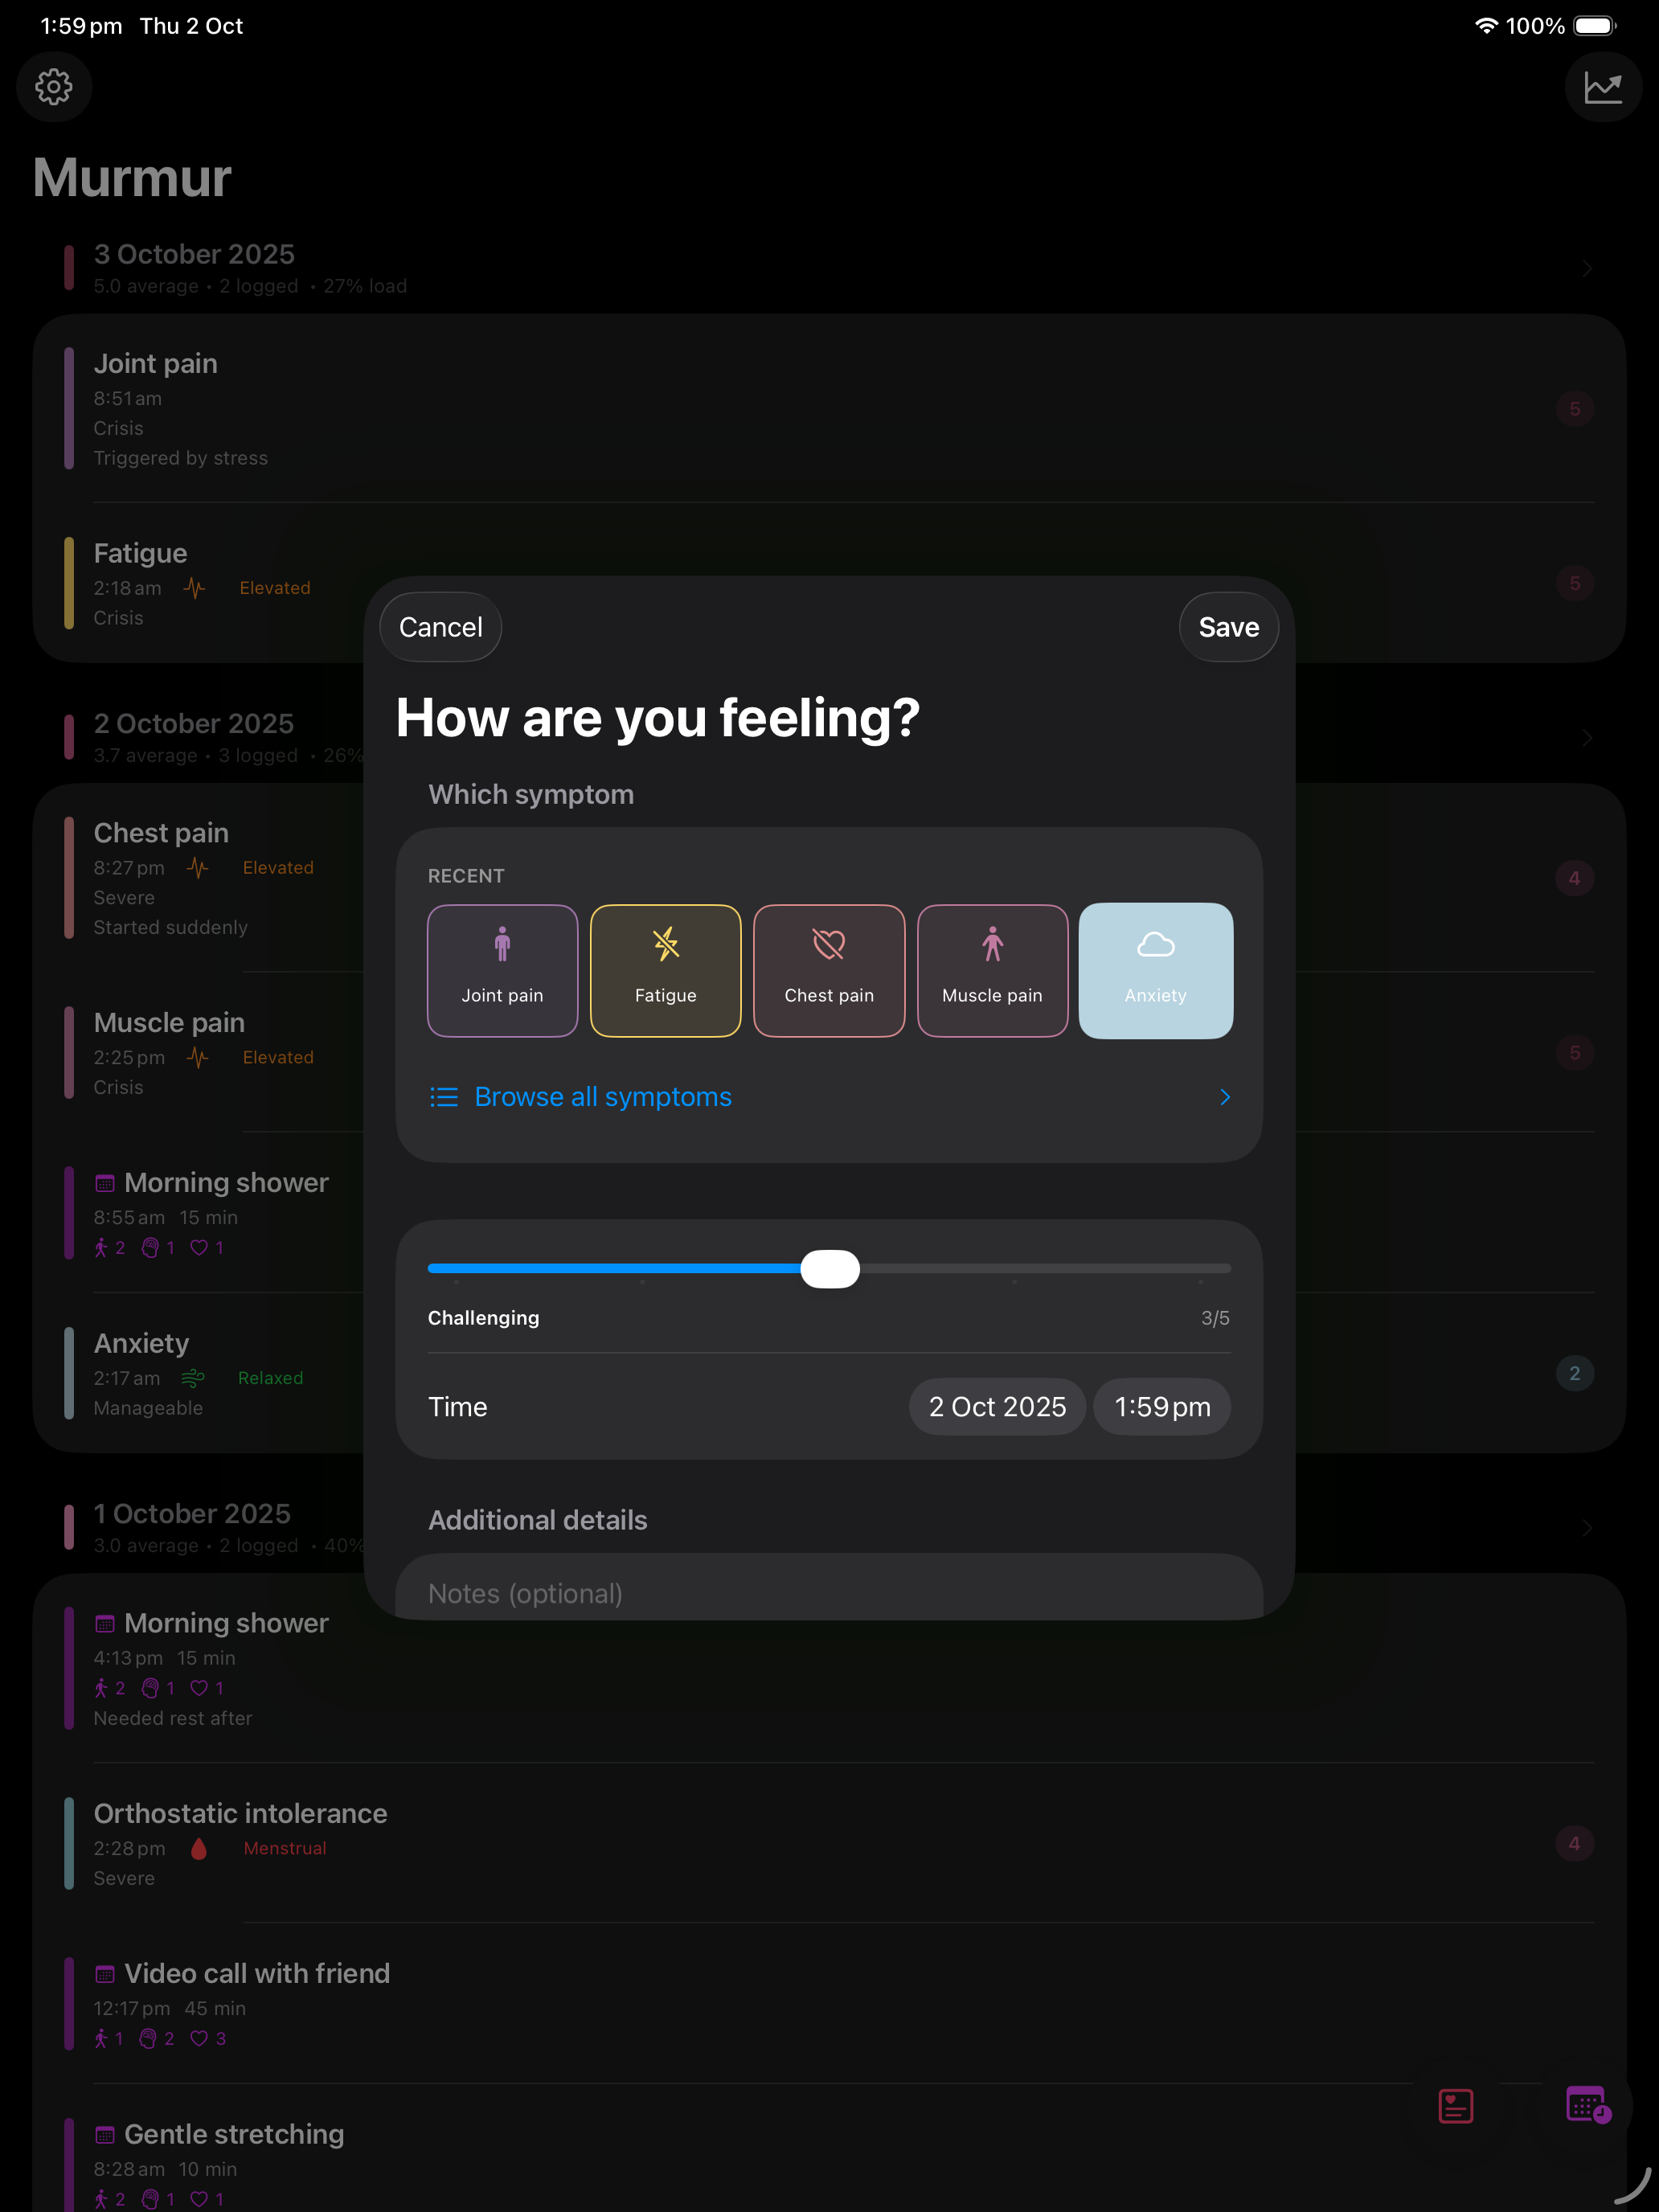 1:59 pm Thu 2 Oct 100%
Murmur
3 October 2025
5.0 average • 2 logged • 27% load
Joint pain
8:51 am
Crisis
Triggered by stress
5
Fatigue
2:18 am Elevated
Crisis
5
2 October 2025
3.7 average • 3 logged • 26%
Chest pain
8:27 pm Elevated
Severe
Started suddenly
4
Muscle pain
2:25 pm Elevated
Crisis
5
Morning shower
8:55 am 15 min
2 1 1
Anxiety
2:17 am Relaxed
Manageable
2
1 October 2025
3.0 average • 2 logged • 40%
Morning shower
4:13 pm 15 min
2 1 1
Needed rest after
Orthostatic intolerance
2:28 pm Menstrual
Severe
4
Video call with friend
12:17 pm 45 min
1 2 3
Gentle stretching
8:28 am 10 min
2 1 1
Cancel Save
How are you feeling?
Which symptom
RECENT
Joint pain Fatigue Chest pain Muscle pain Anxiety
Browse all symptoms
Challenging 3/5
Time 2 Oct 2025 1:59 pm
Additional details
Notes (optional)